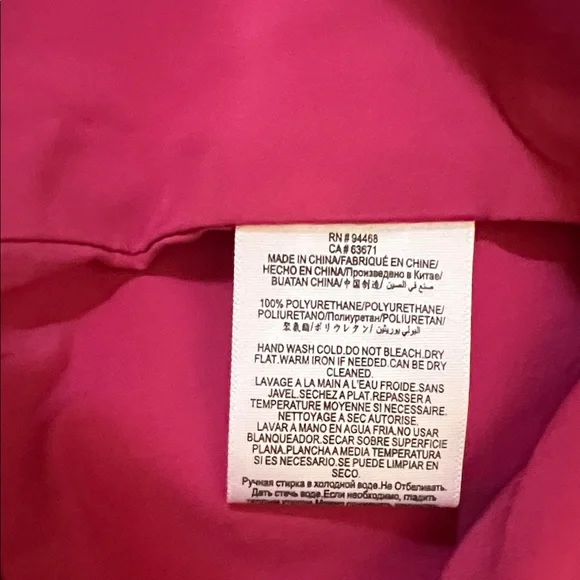 RN # 94468
CA # 63671
MADE IN CHINA/FABRIQUÉ EN CHINE/
HECHO EN CHINA/Произведено в Китае/
BUATAN CHINA/中国制造/ صنع في الصين/
100% POLYURETHANE/POLYURETHANE/
POLIURETANO/Полиуретан/POLIURETAN/
聚氨酯/ポリウレタン/ البولي يوريثين/
HAND WASH COLD.DO NOT BLEACH.DRY
FLAT.WARM IRON IF NEEDED.CAN BE DRY
CLEANED.
LAVAGE A LA MAIN A L'EAU FROIDE.SANS
JAVEL.SECHEZ A PLAT.REPASSER A
TEMPERATURE MOYENNE SI NECESSAIRE.
NETTOYAGE A SEC AUTORISE.
LAVAR A MANO EN AGUA FRIA.NO USAR
BLANQUEADOR.SECAR SOBRE SUPERFICIE
PLANA.PLANCHA A MEDIA TEMPERATURA
SI ES NECESARIO.SE PUEDE LIMPIAR EN
SECO.
Ручная стирка в холодной воде.Не Отбеливать.
Дать стечь воде.Если необходимо, гладить